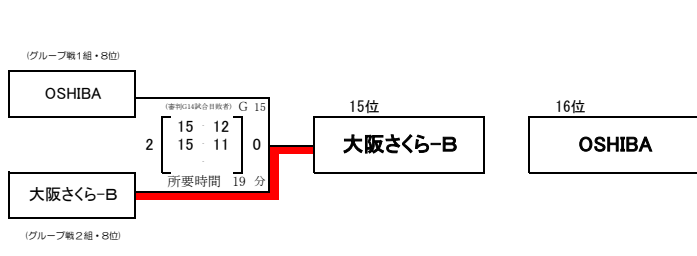 (グループ戦1組・8位)
OSHIBA
(審判G14試合目敗者) G 15
15位
16位
2 15 - 12 0
15 - 11
-
大阪さくら-B
OSHIBA
所要時間 19 分
大阪さくら-B
(グループ戦2組・8位)